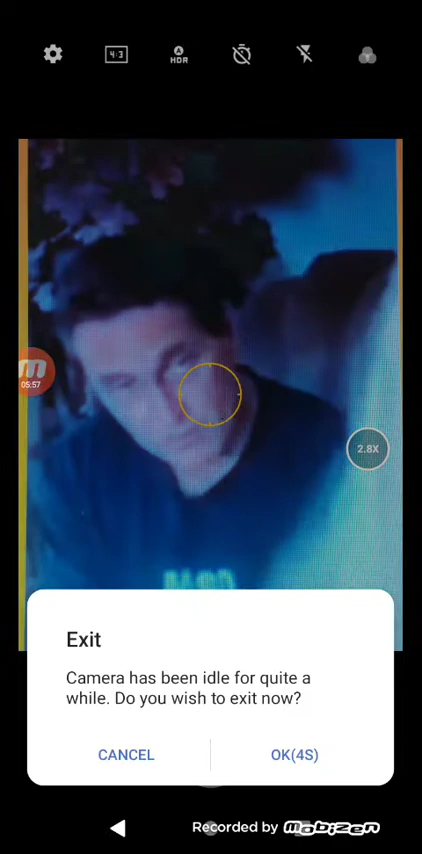 4:3
A
HDR
05:57
2.8X
Exit
Camera has been idle for quite a
while. Do you wish to exit now?
CANCEL
OK(4S)
Recorded by mobizen